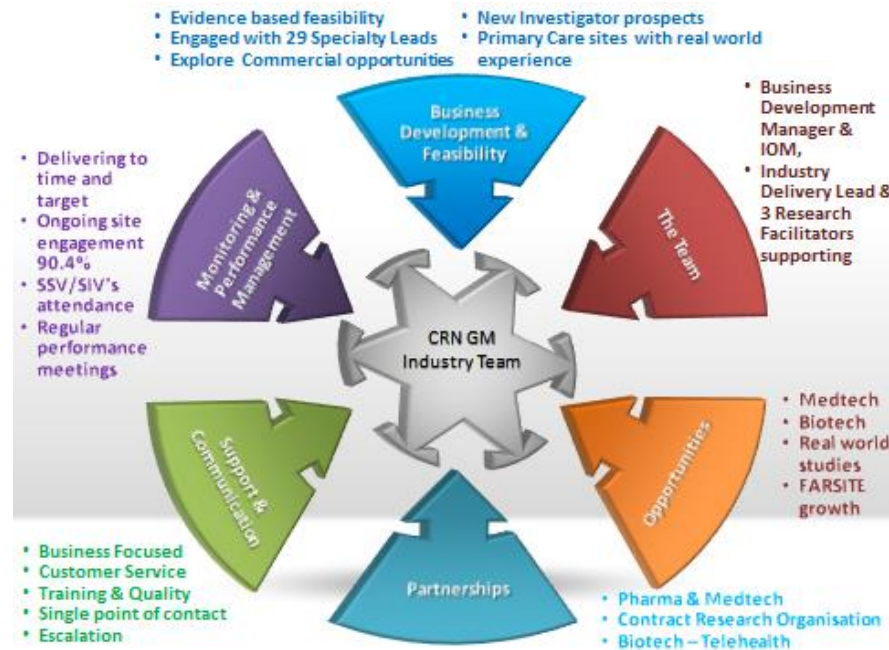 • Evidence based feasibility
• Engaged with 29 Specialty Leads
• Explore Commercial opportunities
• New Investigator prospects
• Primary Care sites with real world
experience
Business
Development &
Feasibility
• Business
Development
Manager &
IOM,
• Industry
Delivery Lead &
3 Research
Facilitators
supporting
The Team
• Delivering to
time and
target
• Ongoing site
engagement
90.4%
• SSV/SIV's
attendance
• Regular
performance
meetings
Monitoring &
Performance
Management
CRN GM
Industry Team
• Medtech
• Biotech
• Real world
studies
• FARSITE
growth
Opportunities
Support &
Communication
• Business Focused
• Customer Service
• Training & Quality
• Single point of contact
• Escalation
Partnerships
• Pharma & Medtech
• Contract Research Organisation
• Biotech – Telehealth